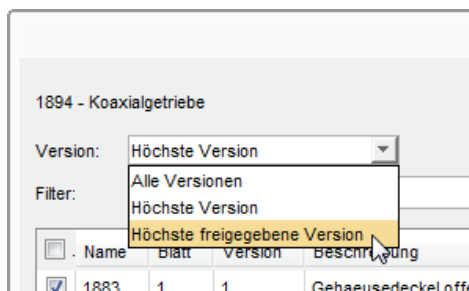 1894 - Koaxialgetriebe
Version: Höchste Version
Filter: Alle Versionen
Höchste Version
Höchste freigegebene Version
. Name Blatt Version Beschreibung
1883 1 1 Gehaeusedeckel offe